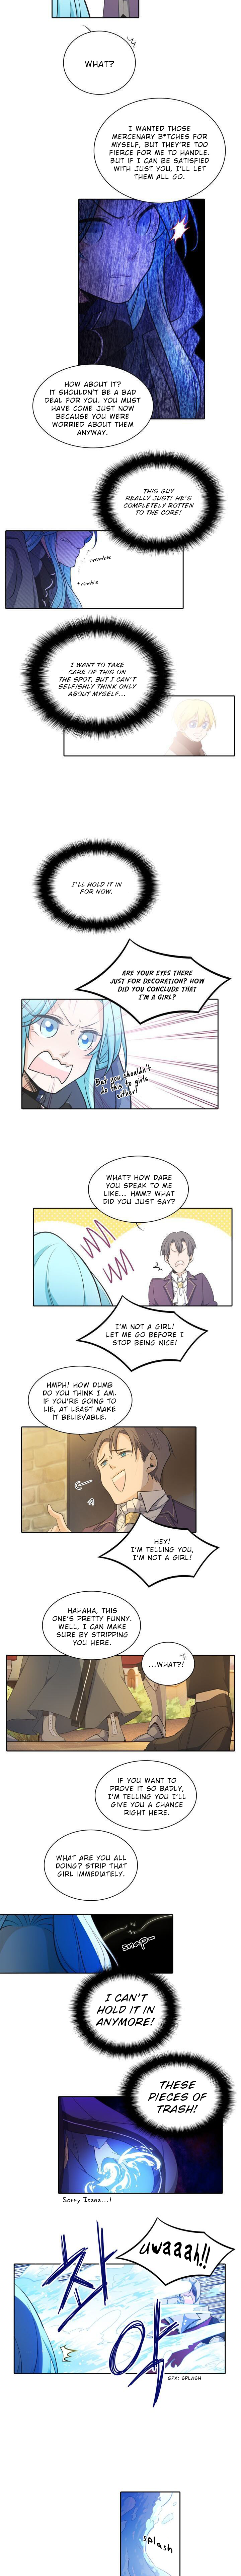 WHAT?
I WANTED THOSE
MERCENARY B*TCHES FOR
MYSELF, BUT THEY'RE TOO
FIERCE FOR ME TO HANDLE.
BUT IF I CAN BE SATISFIED
WITH JUST YOU, I'LL LET
THEM ALL GO.
HOW ABOUT IT?
IT SHOULDN'T BE A BAD
DEAL FOR YOU. YOU MUST
HAVE COME JUST NOW
BECAUSE YOU WERE
WORRIED ABOUT THEM
ANYWAY.
THIS GUY
REALLY JUST! HE'S
COMPLETELY ROTTEN
TO THE CORE!
tremble
tremble
I WANT TO TAKE
CARE OF THIS ON
THE SPOT, BUT I CAN'T
SELFISHLY THINK ONLY
ABOUT MYSELF...
I'LL HOLD IT IN
FOR NOW.
ARE YOUR EYES THERE
JUST FOR DECORATION? HOW
DID YOU CONCLUDE THAT
I'M A GIRL?
But you shouldn't
do this to girls
either!
WHAT? HOW DARE
YOU SPEAK TO ME
LIKE... HMM? WHAT
DID YOU JUST SAY?
I'M NOT A GIRL!
LET ME GO BEFORE I
STOP BEING NICE!
HMPH! HOW DUMB
DO YOU THINK I AM.
IF YOU'RE GOING TO
LIE, AT LEAST MAKE
IT BELIEVABLE.
HEY!
I'M TELLING YOU,
I'M NOT A GIRL!
HAHAHA, THIS
ONE'S PRETTY FUNNY.
WELL, I CAN MAKE
SURE BY STRIPPING
YOU HERE.
...WHAT?!
IF YOU WANT TO
PROVE IT SO BADLY,
I'M TELLING YOU I'LL
GIVE YOU A CHANCE
RIGHT HERE.
WHAT ARE YOU ALL
DOING? STRIP THAT
GIRL IMMEDIATELY.
snap~
I CAN'T
HOLD IT IN
ANYMORE!
THESE
PIECES OF
TRASH!
Sorry Isana...!
uwaaah!!
촤악
SFX: SPLASH
splash